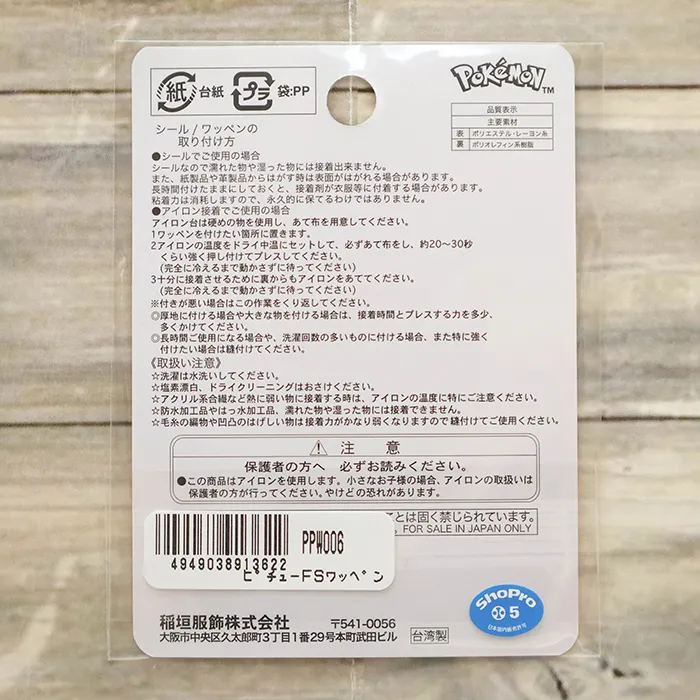 紙 台紙 プラ 袋:PP
POKéMON TM
品質表示
主要素材
表 ポリエステル・レーヨン糸
裏 ポリオレフィン系樹脂
シール / ワッペンの
取り付け方
●シールでご使用の場合
シールなので濡れた物や湿った物には接着出来ません。
また、紙製品や革製品からはがす時は表面がはがれる場合があります。
長時間付けたままにしておくと、接着剤が衣服等に付着する場合があります。
粘着力は消耗しますので、永久的に保てるわけではありません。
●アイロン接着でご使用の場合
アイロン台は硬めの物を使用し、あて布を用意してください。
1ワッペンを付けたい箇所に置きます。
2アイロンの温度をドライ中温にセットして、必ずあて布をし、約20〜30秒
くらい強く押し付けてプレスしてください。
(完全に冷えるまで動かさずに待ってください)
3十分に接着させるために裏からもアイロンをあててください。
(完全に冷えるまで動かさずに待ってください)
※付きが悪い場合はこの作業をくり返してください。
◎厚地に付ける場合や大きな物を付ける場合は、接着時間とプレスする力を多少、
多くかけてください。
◎長時間ご使用になる場合や、洗濯回数の多いものに付ける場合、また特に強く
付けたい場合は縫付けてください。
《取扱い注意》
☆洗濯は水洗いしてください。
☆塩素漂白、ドライクリーニングはおさけください。
☆アクリル系合繊など熱に弱い物に接着する時は、アイロンの温度に特にご注意ください。
☆防水加工品やはっ水加工品、濡れた物や湿った物には接着できません。
☆毛糸の編物や凹凸のはげしい物は接着力がかなり弱くなりますので縫付けてご使用ください。
注 意
保護者の方へ 必ずお読みください。
●この商品はアイロンを使用します。小さなお子様の場合、アイロンの取扱いは
保護者の方が行ってください。やけどの恐れがあります。
ことは固く禁じられています。
FOR SALE IN JAPAN ONLY
PPW006
4949038913622
ピチューFSワッペン
ShoPro
5
日本国内販売許可
稲垣服飾株式会社 〒541-0056
大阪市中央区久太郎町3丁目1番29号本町武田ビル
台湾製